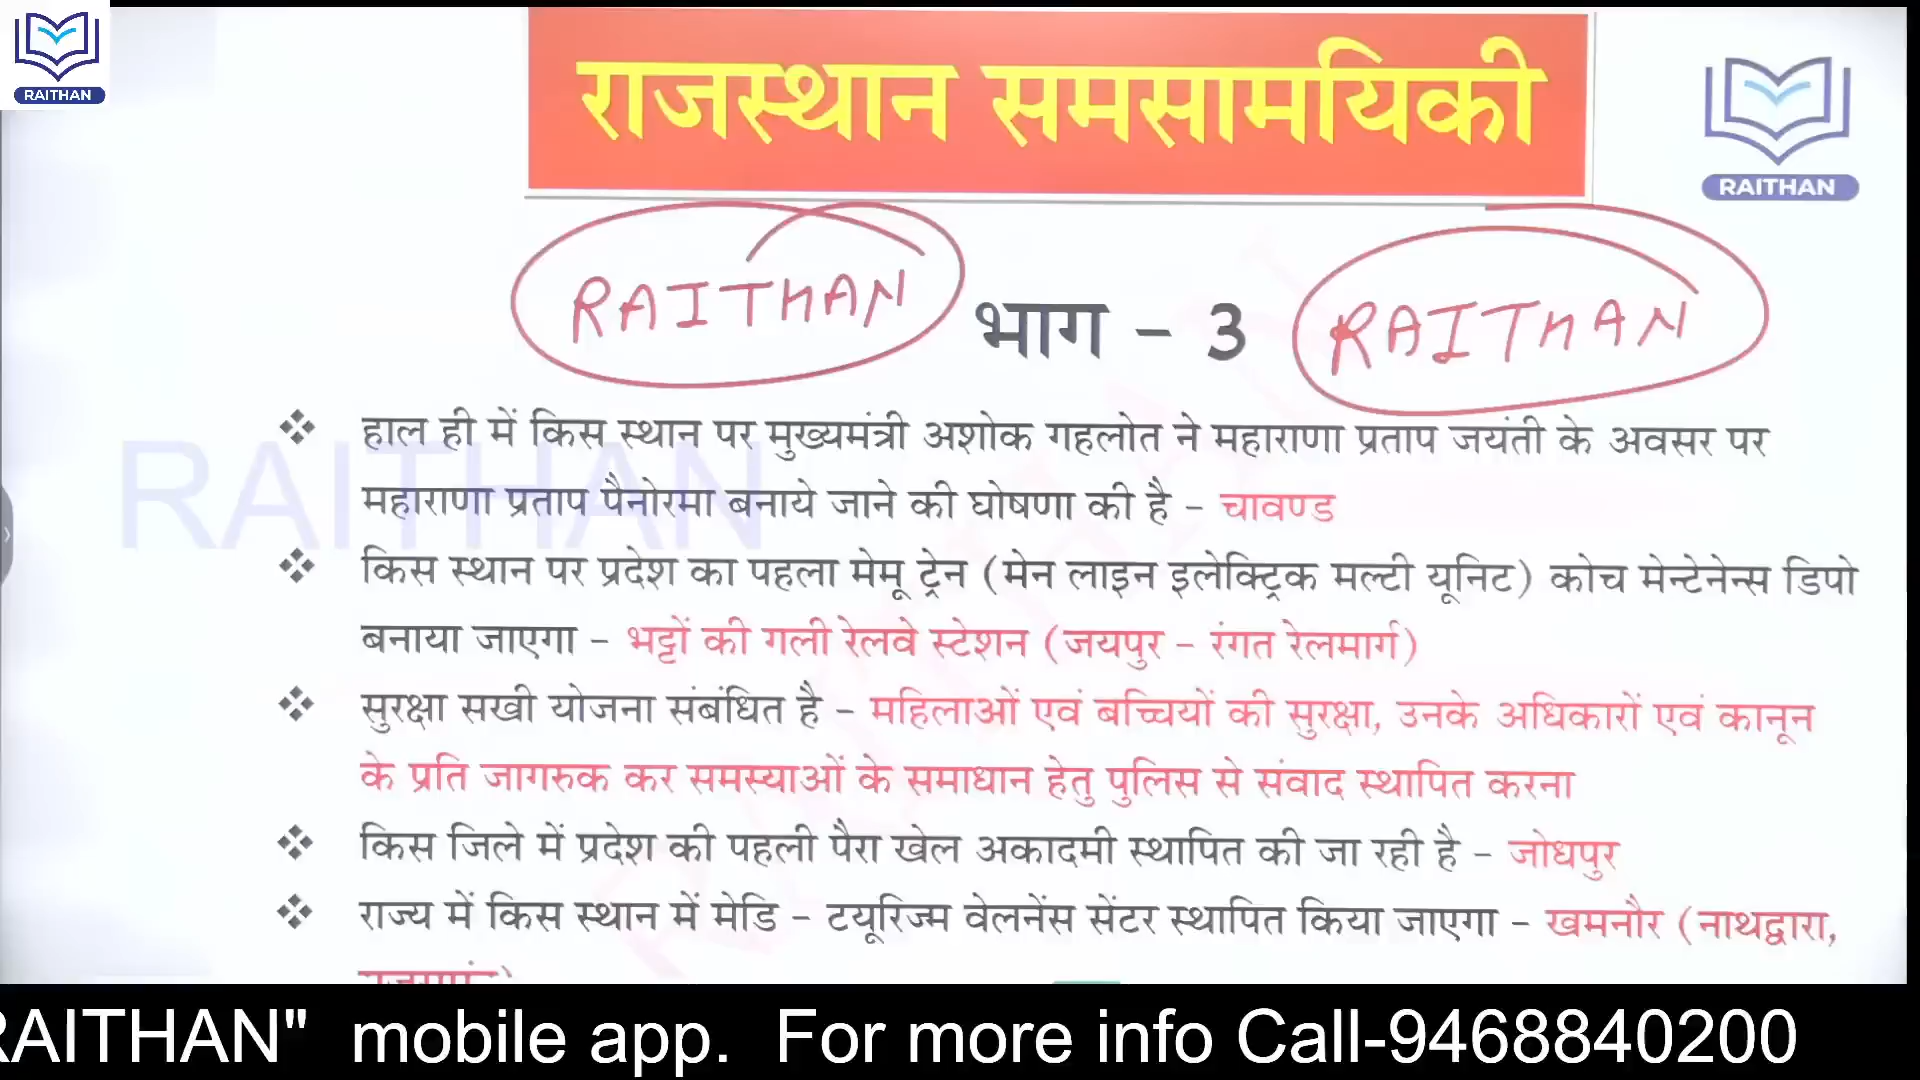 RAITHAN
राजस्थान समसामयिकी
RAITHAN
RAITHAN
भाग - 3
RAITHAN
RAITHAN
❖ हाल ही में किस स्थान पर मुख्यमंत्री अशोक गहलोत ने महाराणा प्रताप जयंती के अवसर पर
महाराणा प्रताप पैनोरमा बनाये जाने की घोषणा की है - चावण्ड
❖ किस स्थान पर प्रदेश का पहला मेमू ट्रेन (मेन लाइन इलेक्ट्रिक मल्टी यूनिट) कोच मेन्टेनेन्स डिपो
बनाया जाएगा - भट्टों की गली रेलवे स्टेशन (जयपुर - रंगत रेलमार्ग)
❖ सुरक्षा सखी योजना संबंधित है - महिलाओं एवं बच्चियों की सुरक्षा, उनके अधिकारों एवं कानून
के प्रति जागरुक कर समस्याओं के समाधान हेतु पुलिस से संवाद स्थापित करना
❖ किस जिले में प्रदेश की पहली पैरा खेल अकादमी स्थापित की जा रही है - जोधपुर
❖ राज्य में किस स्थान में मेडि - टयूरिज्म वेलनेंस सेंटर स्थापित किया जाएगा - खमनौर (नाथद्वारा,
RAITHAN" mobile app. For more info Call-9468840200